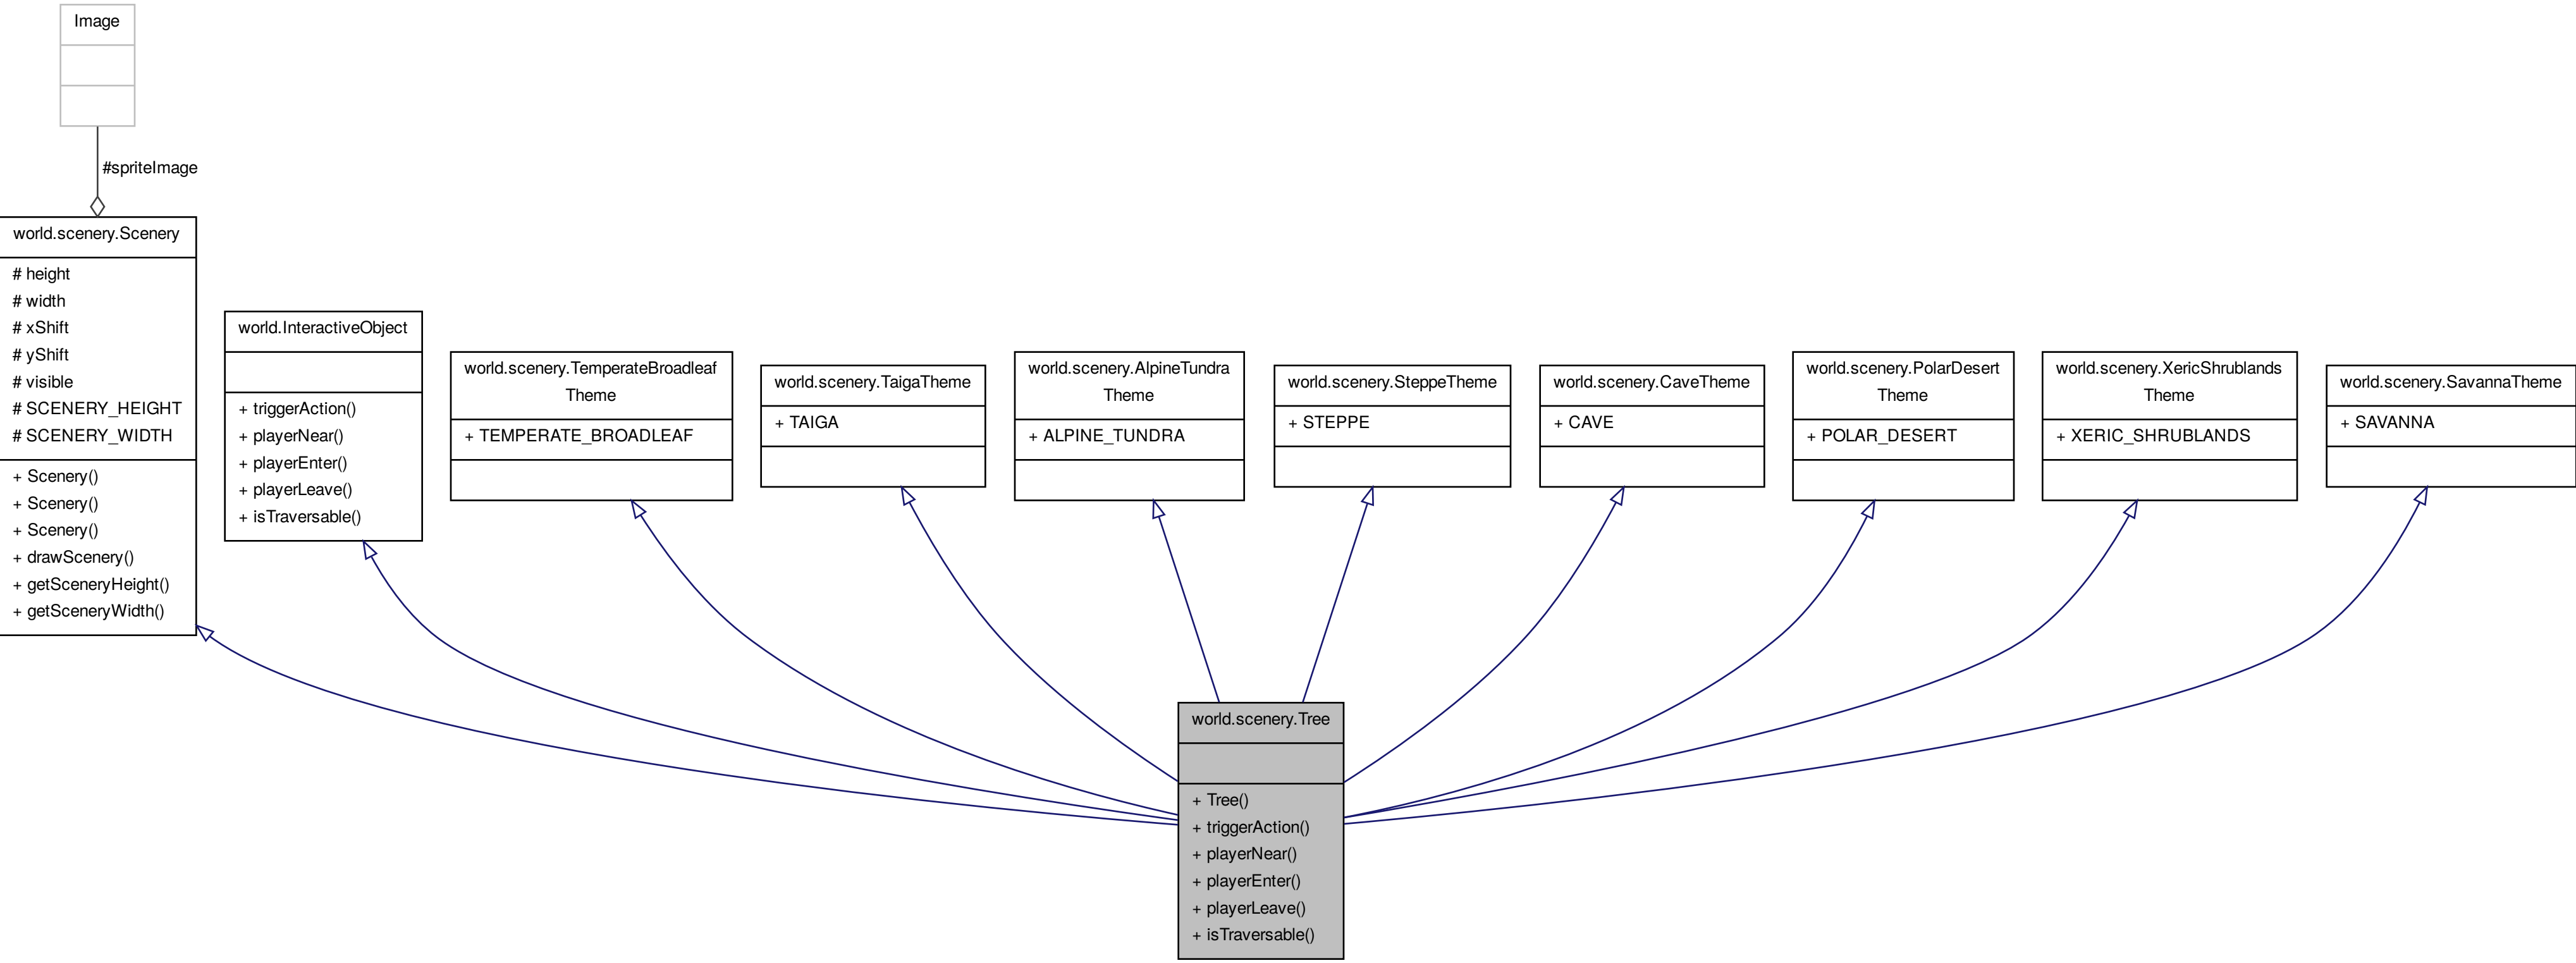 Image
#spriteImage
world.scenery.Scenery
# height
# width
# xShift
# yShift
# visible
# SCENERY_HEIGHT
# SCENERY_WIDTH
+ Scenery()
+ Scenery()
+ Scenery()
+ drawScenery()
+ getSceneryHeight()
+ getSceneryWidth()
world.InteractiveObject
+ triggerAction()
+ playerNear()
+ playerEnter()
+ playerLeave()
+ isTraversable()
world.scenery.TemperateBroadleaf
Theme
+ TEMPERATE_BROADLEAF
world.scenery.TaigaTheme
+ TAIGA
world.scenery.AlpineTundra
Theme
+ ALPINE_TUNDRA
world.scenery.SteppeTheme
+ STEPPE
world.scenery.CaveTheme
+ CAVE
world.scenery.PolarDesert
Theme
+ POLAR_DESERT
world.scenery.XericShrublands
Theme
+ XERIC_SHRUBLANDS
world.scenery.SavannaTheme
+ SAVANNA
world.scenery.Tree
+ Tree()
+ triggerAction()
+ playerNear()
+ playerEnter()
+ playerLeave()
+ isTraversable()